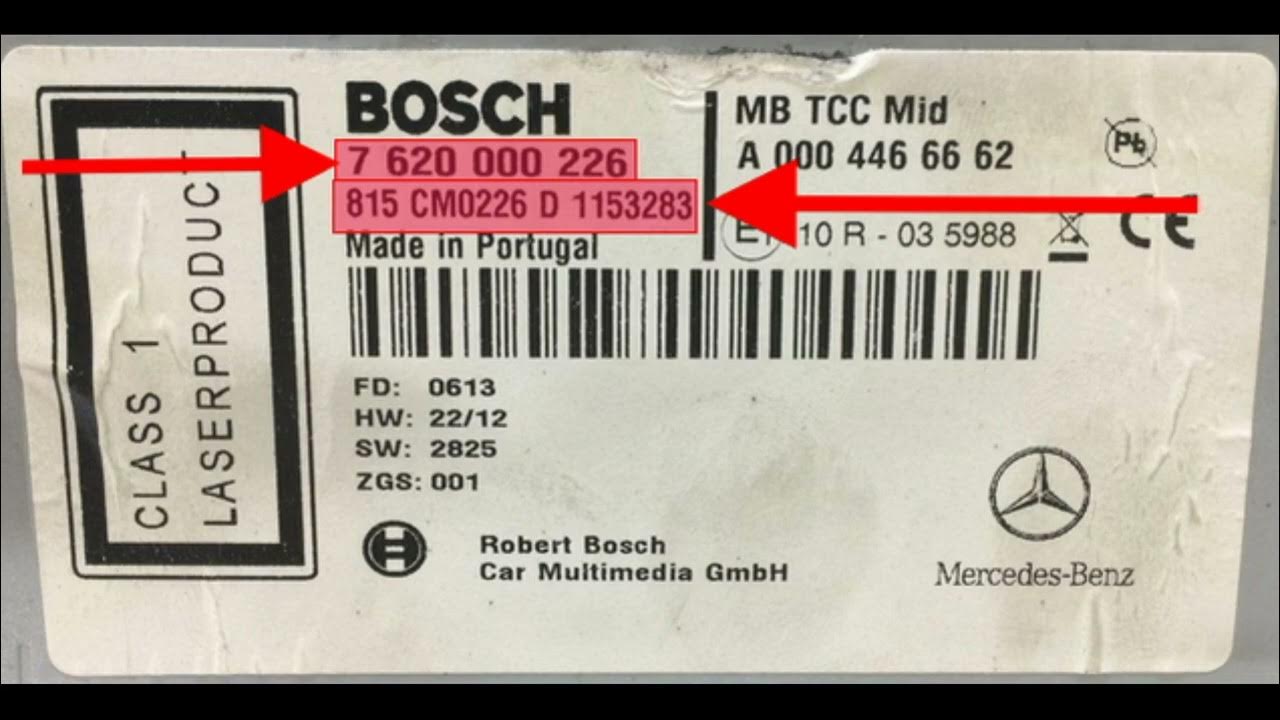 BOSCH
7 620 000 226
815 CM0226 D 1153283
Made in Portugal
MB TCC Mid
A 000 446 66 62
10 R - 03 5988
Pb
CE
CLASS 1
LASERPRODUCT
FD: 0613
HW: 22/12
SW: 2825
ZGS: 001
Robert Bosch
Car Multimedia GmbH
Mercedes-Benz